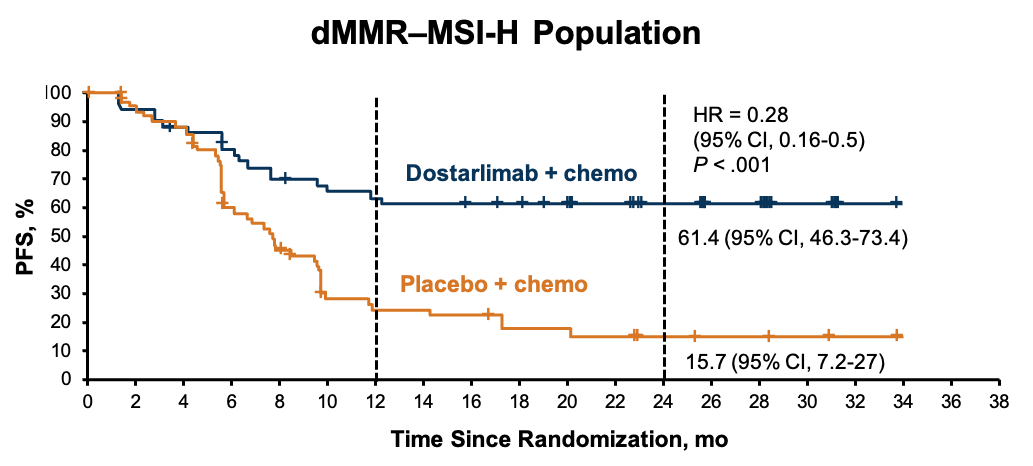 dMMR–MSI-H Population
PFS, %
100
90
80
70
60
50
40
30
20
10
0
HR = 0.28
(95% CI, 0.16-0.5)
P < .001
Dostarlimab + chemo
61.4 (95% CI, 46.3-73.4)
Placebo + chemo
15.7 (95% CI, 7.2-27)
0 2 4 6 8 10 12 14 16 18 20 22 24 26 28 30 32 34 36 38
Time Since Randomization, mo